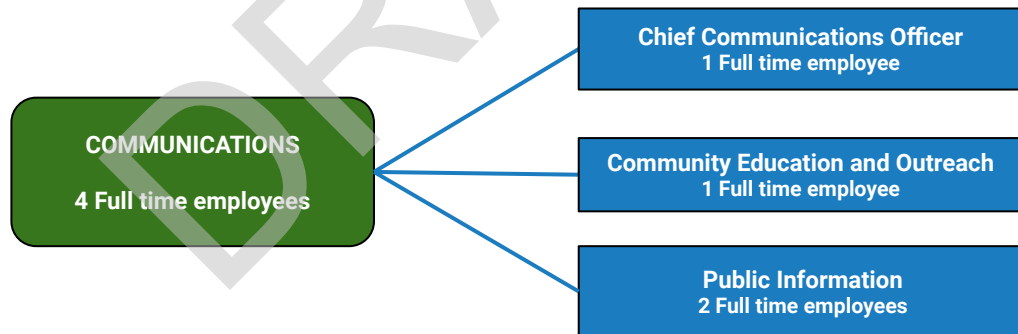 COMMUNICATIONS
4 Full time employees
Chief Communications Officer
1 Full time employee
Community Education and Outreach
1 Full time employee
Public Information
2 Full time employees